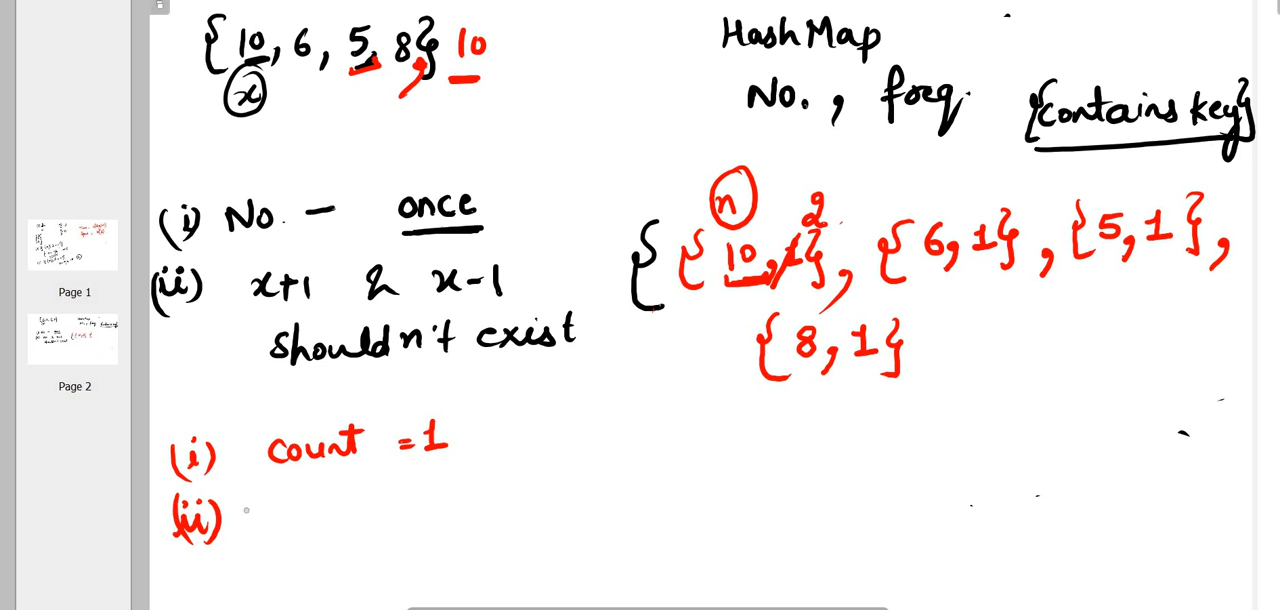 {10, 6, 5, 8} 10
x
HashMap
No. , freq.
{Contains key}
(i) No. - once
(ii) x+1 & x-1
shouldn't exist
n
2
{ {10, 1}, {6, 1}, {5, 1},
{8, 1}
(i) count = 1
(ii)
Page 1
Page 2